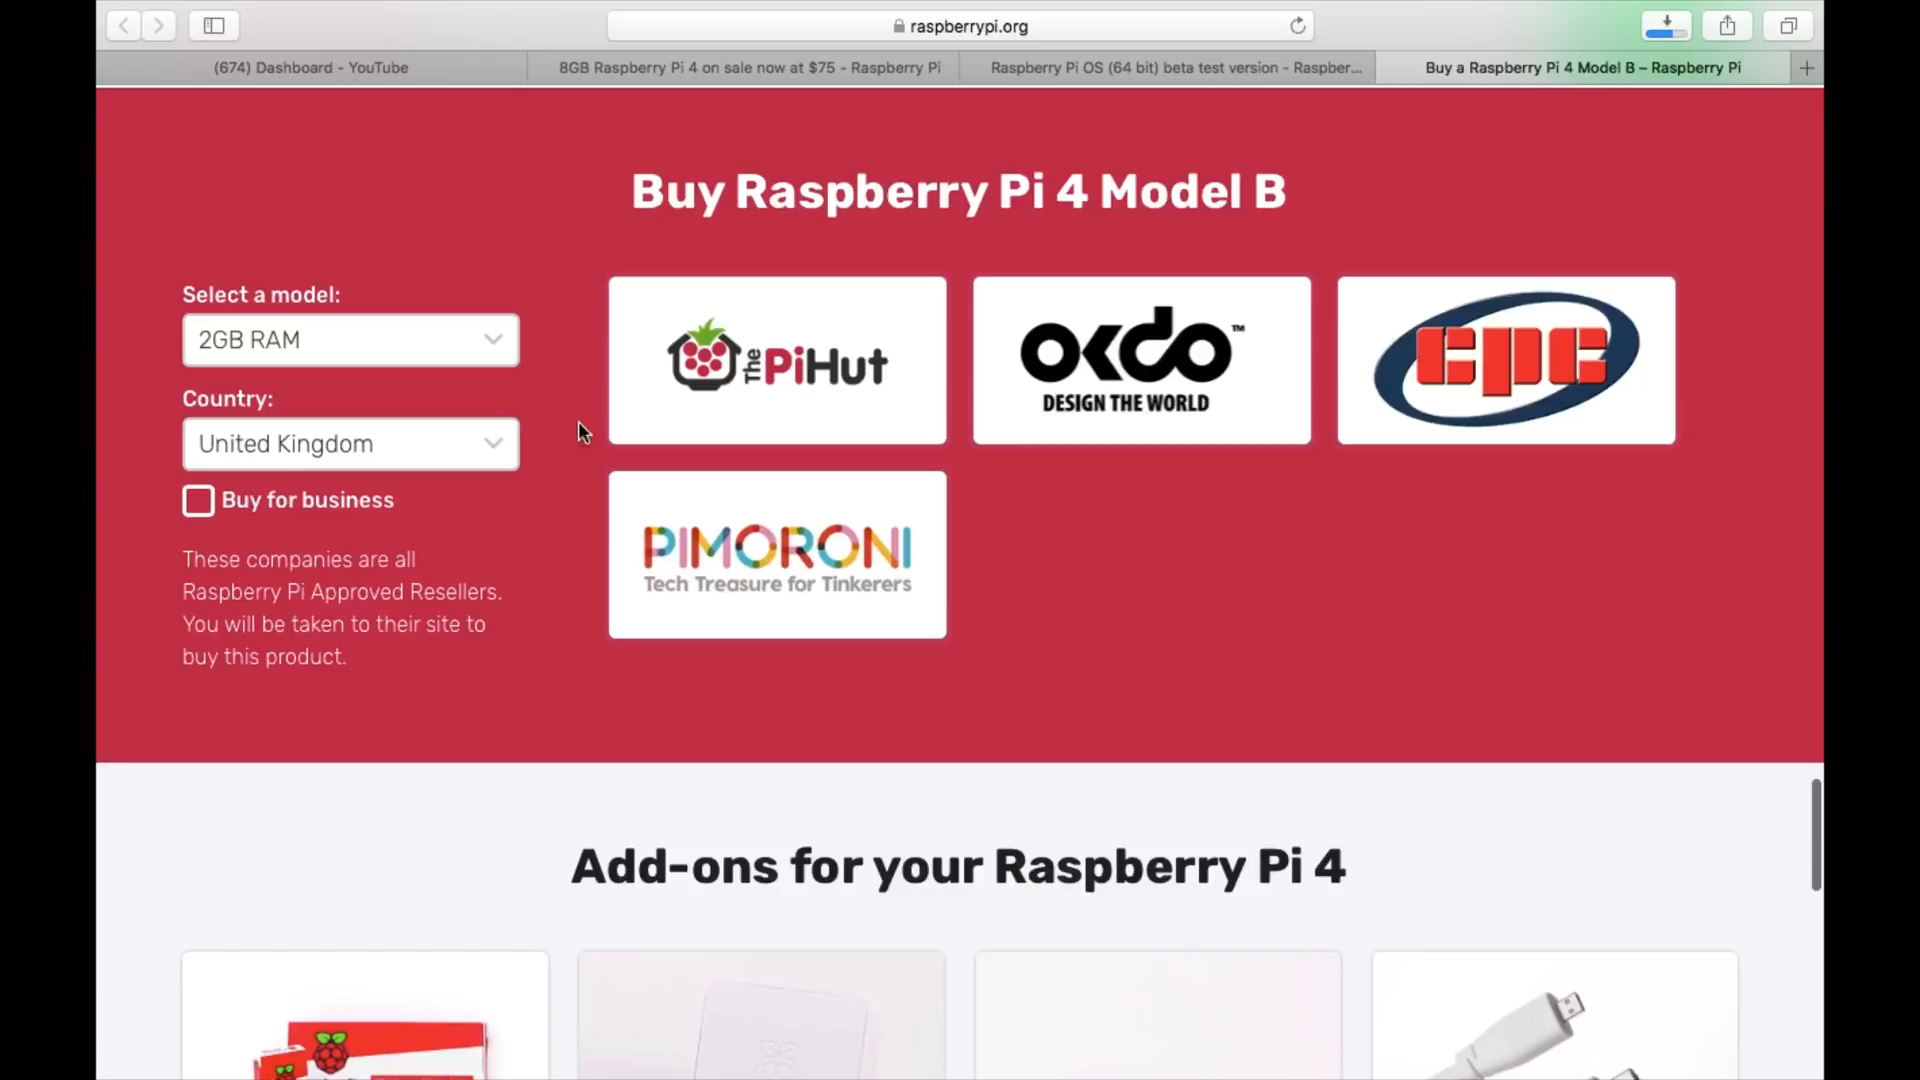 raspberrypi.org
(674) Dashboard - YouTube
8GB Raspberry Pi 4 on sale now at $75 - Raspberry Pi
Raspberry Pi OS (64 bit) beta test version - Raspber...
Buy a Raspberry Pi 4 Model B – Raspberry Pi
Buy Raspberry Pi 4 Model B
Select a model:
2GB RAM
Country:
United Kingdom
Buy for business
These companies are all
Raspberry Pi Approved Resellers.
You will be taken to their site to
buy this product.
The PiHut
OKdo™
DESIGN THE WORLD
cpc
PIMORONI
Tech Treasure for Tinkerers
Add-ons for your Raspberry Pi 4